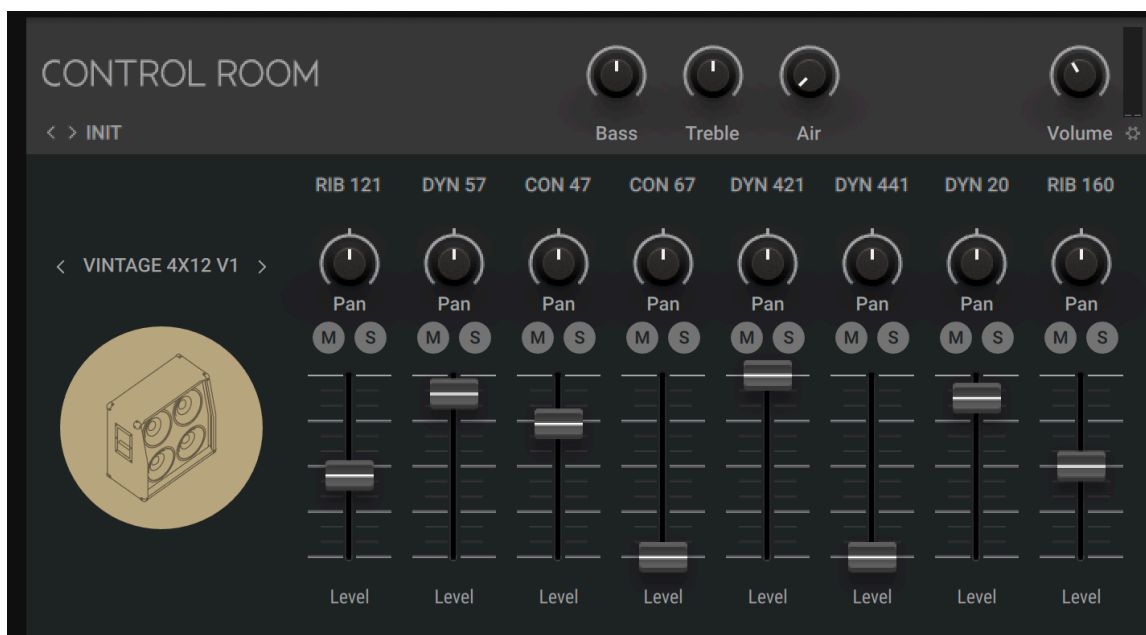 CONTROL ROOM
Bass Treble Air Volume
< > INIT
RIB 121 DYN 57 CON 47 CON 67 DYN 421 DYN 441 DYN 20 RIB 160
< VINTAGE 4X12 V1 >
Pan Pan Pan Pan Pan Pan Pan Pan
M S M S M S M S M S M S M S M S
Level Level Level Level Level Level Level Level